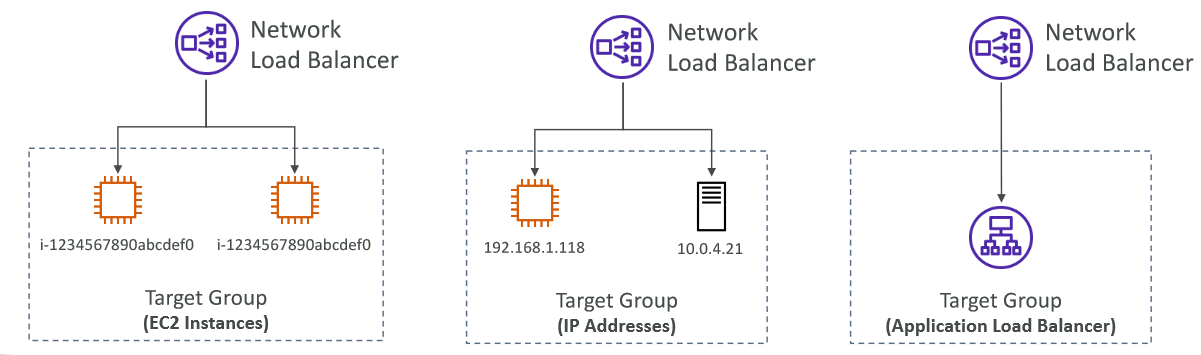 Network
Load Balancer
i-1234567890abcdef0
i-1234567890abcdef0
Target Group
(EC2 Instances)
Network
Load Balancer
192.168.1.118
10.0.4.21
Target Group
(IP Addresses)
Network
Load Balancer
Target Group
(Application Load Balancer)